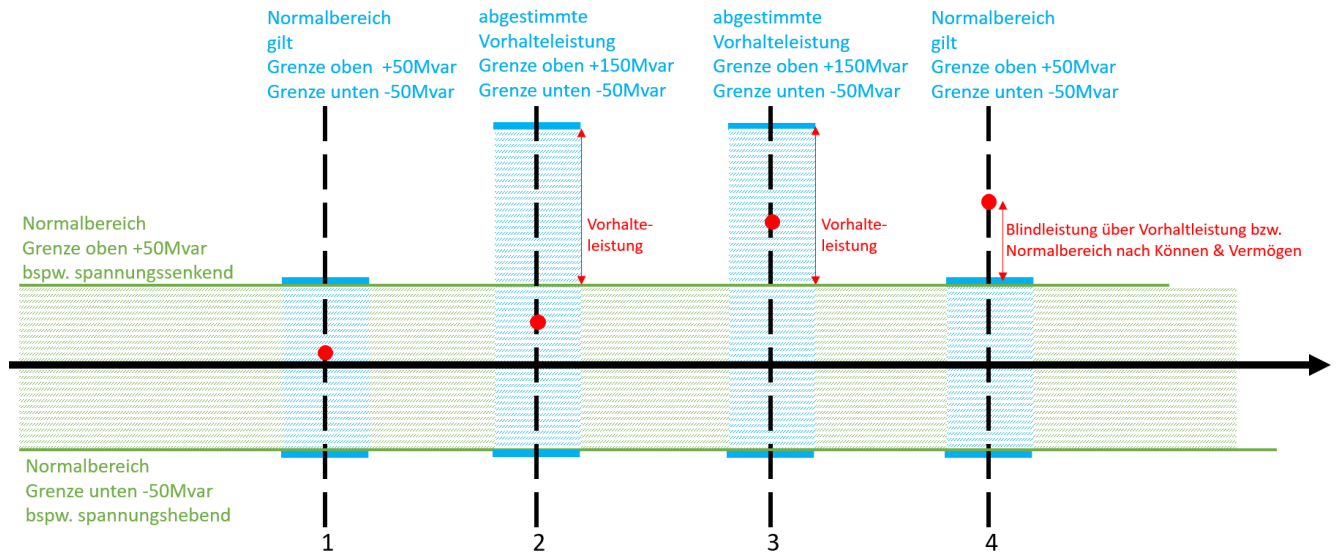 Normalbereich
gilt
Grenze oben +50Mvar
Grenze unten -50Mvar
abgestimmte
Vorhalteleistung
Grenze oben +150Mvar
Grenze unten -50Mvar
abgestimmte
Vorhalteleistung
Grenze oben +150Mvar
Grenze unten -50Mvar
Normalbereich
gilt
Grenze oben +50Mvar
Grenze unten -50Mvar
Normalbereich
Grenze oben +50Mvar
bspw. spannungssenkend
Vorhalte-
leistung
Vorhalte-
leistung
Blindleistung über Vorhaltleistung bzw.
Normalbereich nach Können & Vermögen
Normalbereich
Grenze unten -50Mvar
bspw. spannungshebend
1
2
3
4